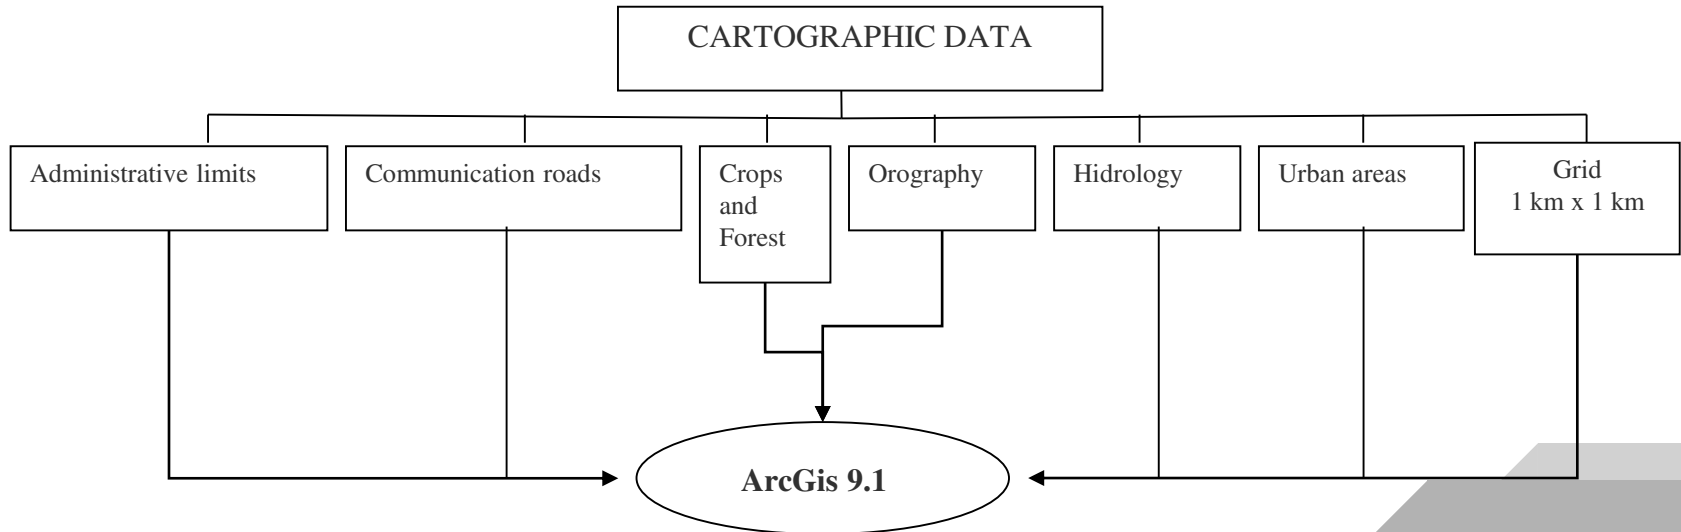 CARTOGRAPHIC DATA
Administrative limits
Communication roads
Crops
and
Forest
Orography
Hidrology
Urban areas
Grid
1 km x 1 km
ArcGis 9.1